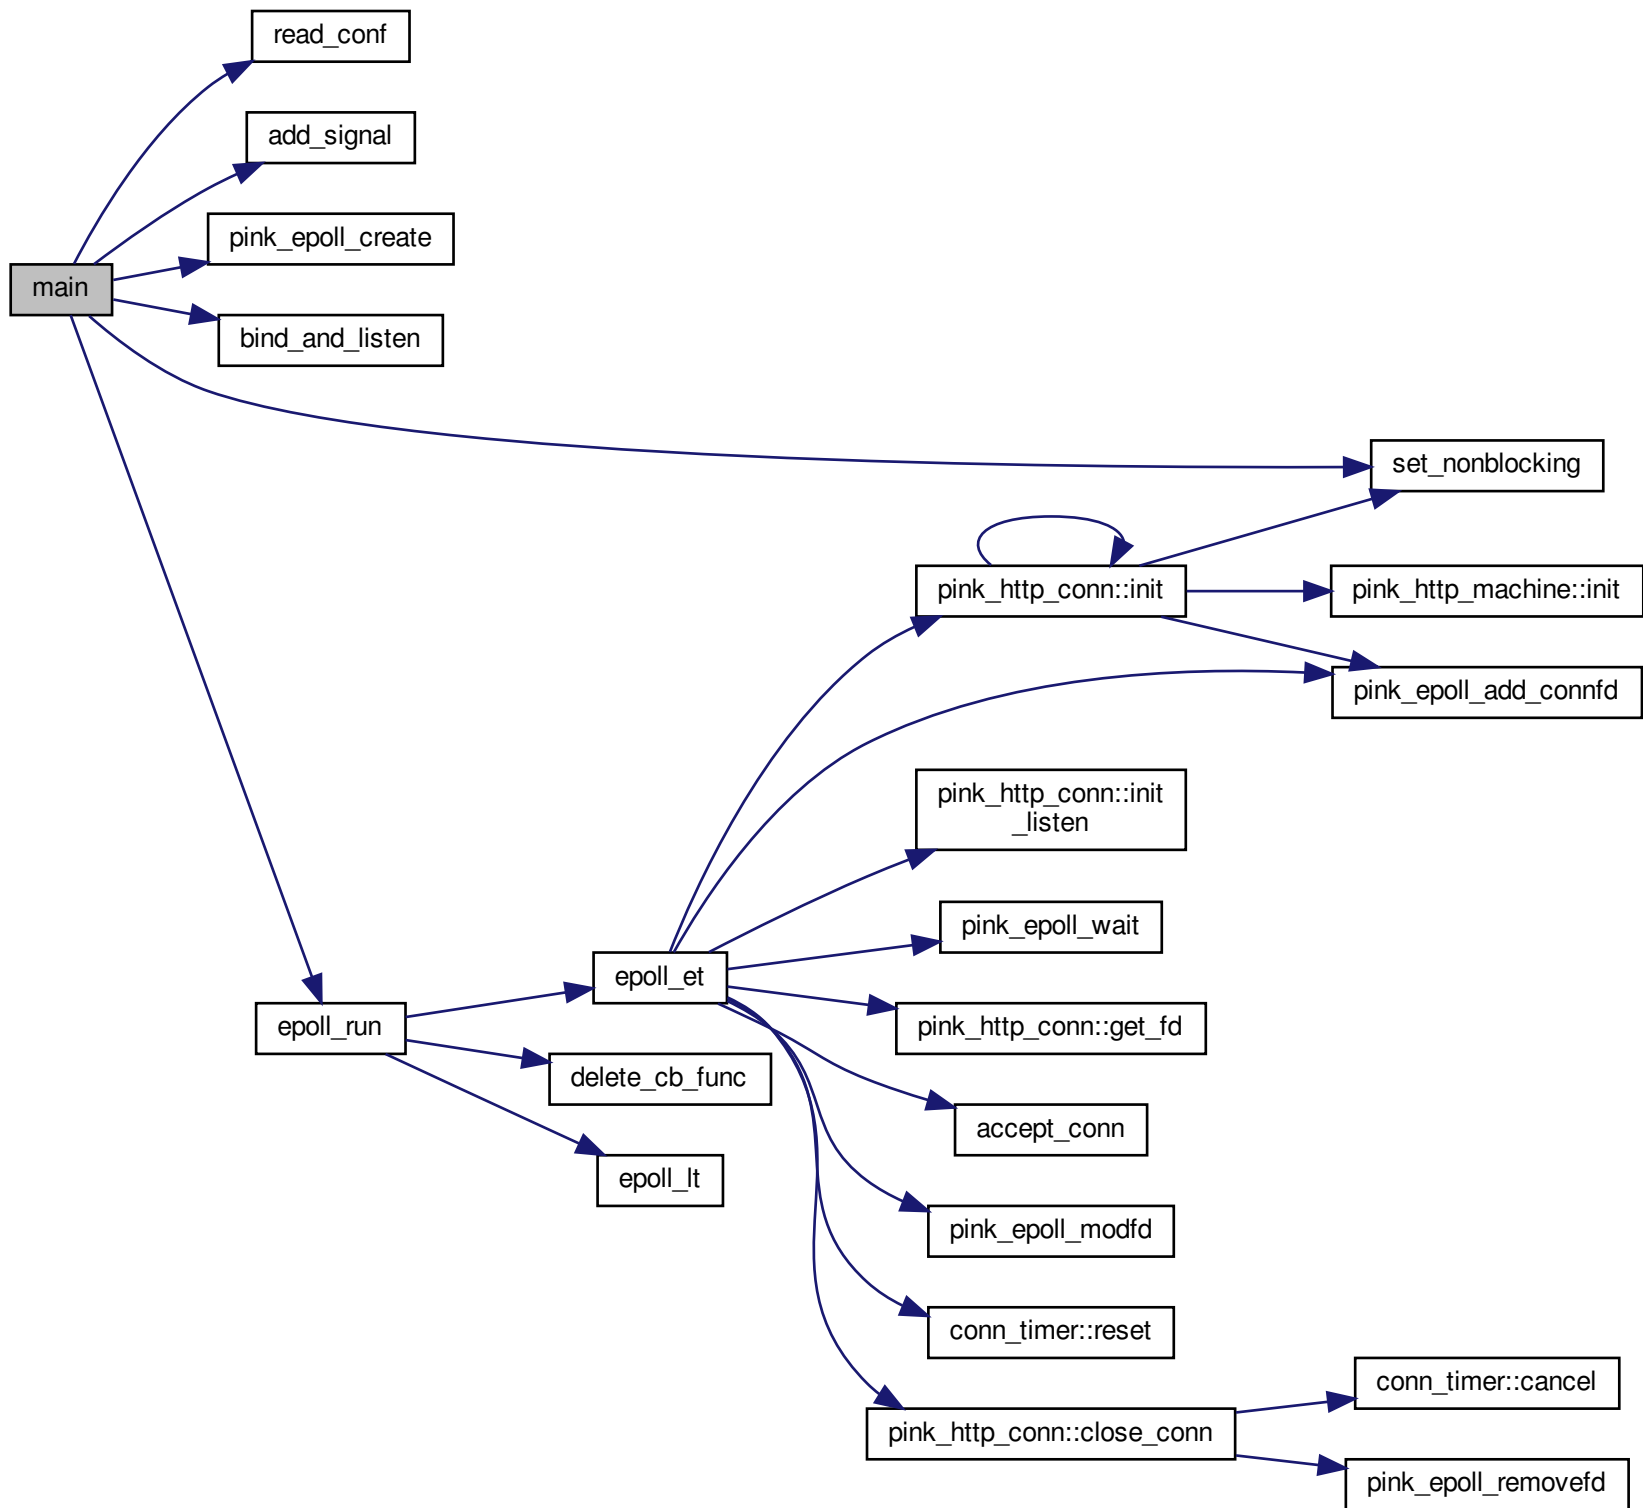 read_conf
add_signal
pink_epoll_create
main
bind_and_listen
set_nonblocking
pink_http_conn::init
pink_http_machine::init
pink_epoll_add_connfd
pink_http_conn::init
_listen
pink_epoll_wait
epoll_et
epoll_run
pink_http_conn::get_fd
delete_cb_func
accept_conn
epoll_lt
pink_epoll_modfd
conn_timer::reset
conn_timer::cancel
pink_http_conn::close_conn
pink_epoll_removefd